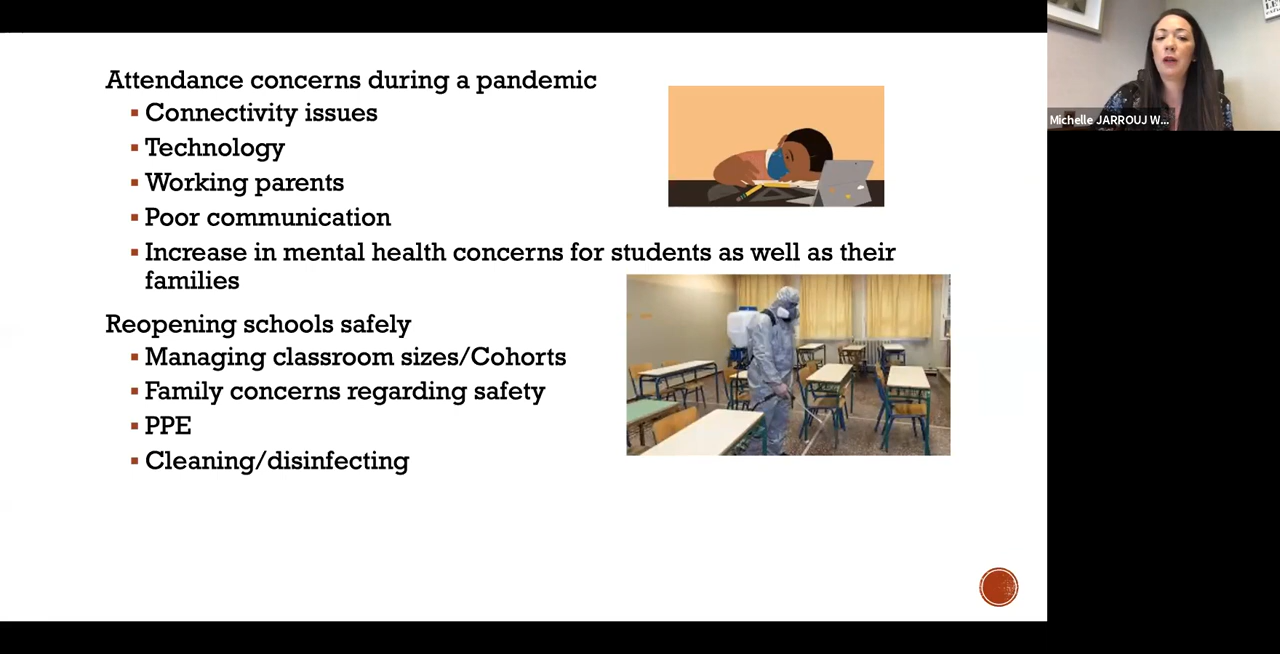 Attendance concerns during a pandemic
▪ Connectivity issues
▪ Technology
▪ Working parents
▪ Poor communication
▪ Increase in mental health concerns for students as well as their
families
Reopening schools safely
▪ Managing classroom sizes/Cohorts
▪ Family concerns regarding safety
▪ PPE
▪ Cleaning/disinfecting
Michelle JARROUJ W...